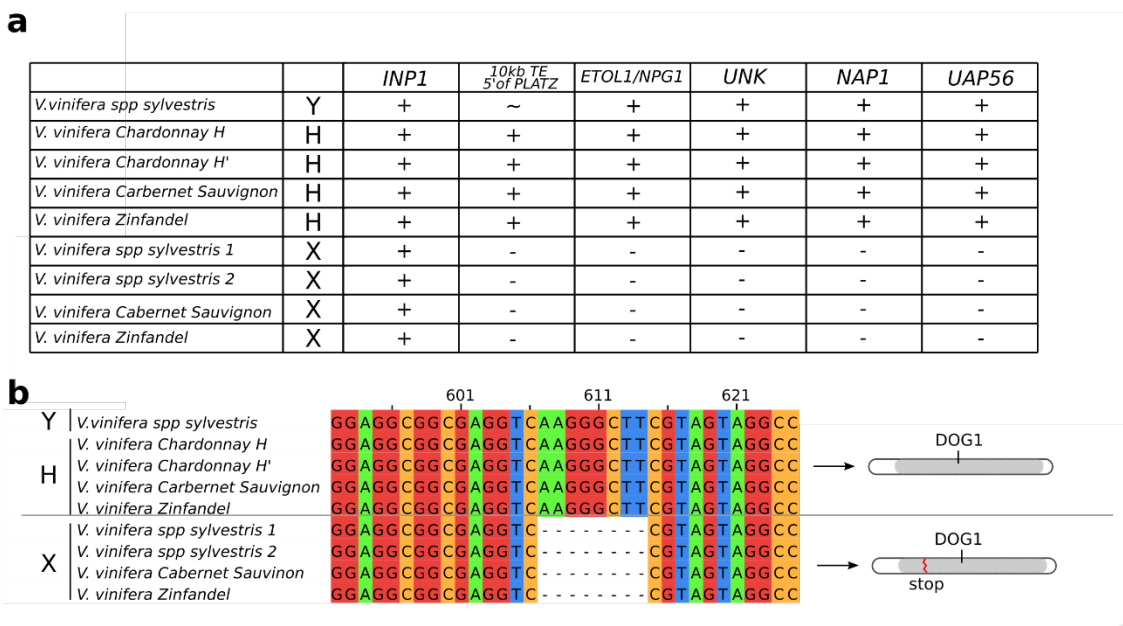 a
INP1 10kb TE 5'of PLATZ ETOL1/NPG1 UNK NAP1 UAP56
V.vinifera spp sylvestris Y + ~ + + + +
V. vinifera Chardonnay H H + + + + + +
V. vinifera Chardonnay H' H + + + + + +
V. vinifera Carbernet Sauvignon H + + + + + +
V. vinifera Zinfandel H + + + + + +
V. vinifera spp sylvestris 1 X + - - - - -
V. vinifera spp sylvestris 2 X + - - - - -
V. vinifera Cabernet Sauvignon X + - - - - -
V. vinifera Zinfandel X + - - - - -
b
601 611 621
Y V.vinifera spp sylvestris GGAGGCGGCGAGGTCAAGGGCTTCGTAGTAGGCC
V. vinifera Chardonnay H GGAGGCGGCGAGGTCAAGGGCTTCGTAGTAGGCC
DOG1
V. vinifera Chardonnay H' GGAGGCGGCGAGGTCAAGGGCTTCGTAGTAGGCC
H
V. vinifera Carbernet Sauvignon GGAGGCGGCGAGGTCAAGGGCTTCGTAGTAGGCC
V. vinifera Zinfandel GGAGGCGGCGAGGTCAAGGGCTTCGTAGTAGGCC
V. vinifera spp sylvestris 1 GGAGGCGGCGAGGTC--------CGTAGTAGGCC
V. vinifera spp sylvestris 2 GGAGGCGGCGAGGTC--------CGTAGTAGGCC
DOG1
X
V. vinifera Cabernet Sauvinon GGAGGCGGCGAGGTC--------CGTAGTAGGCC
stop
V. vinifera Zinfandel GGAGGCGGCGAGGTC--------CGTAGTAGGCC